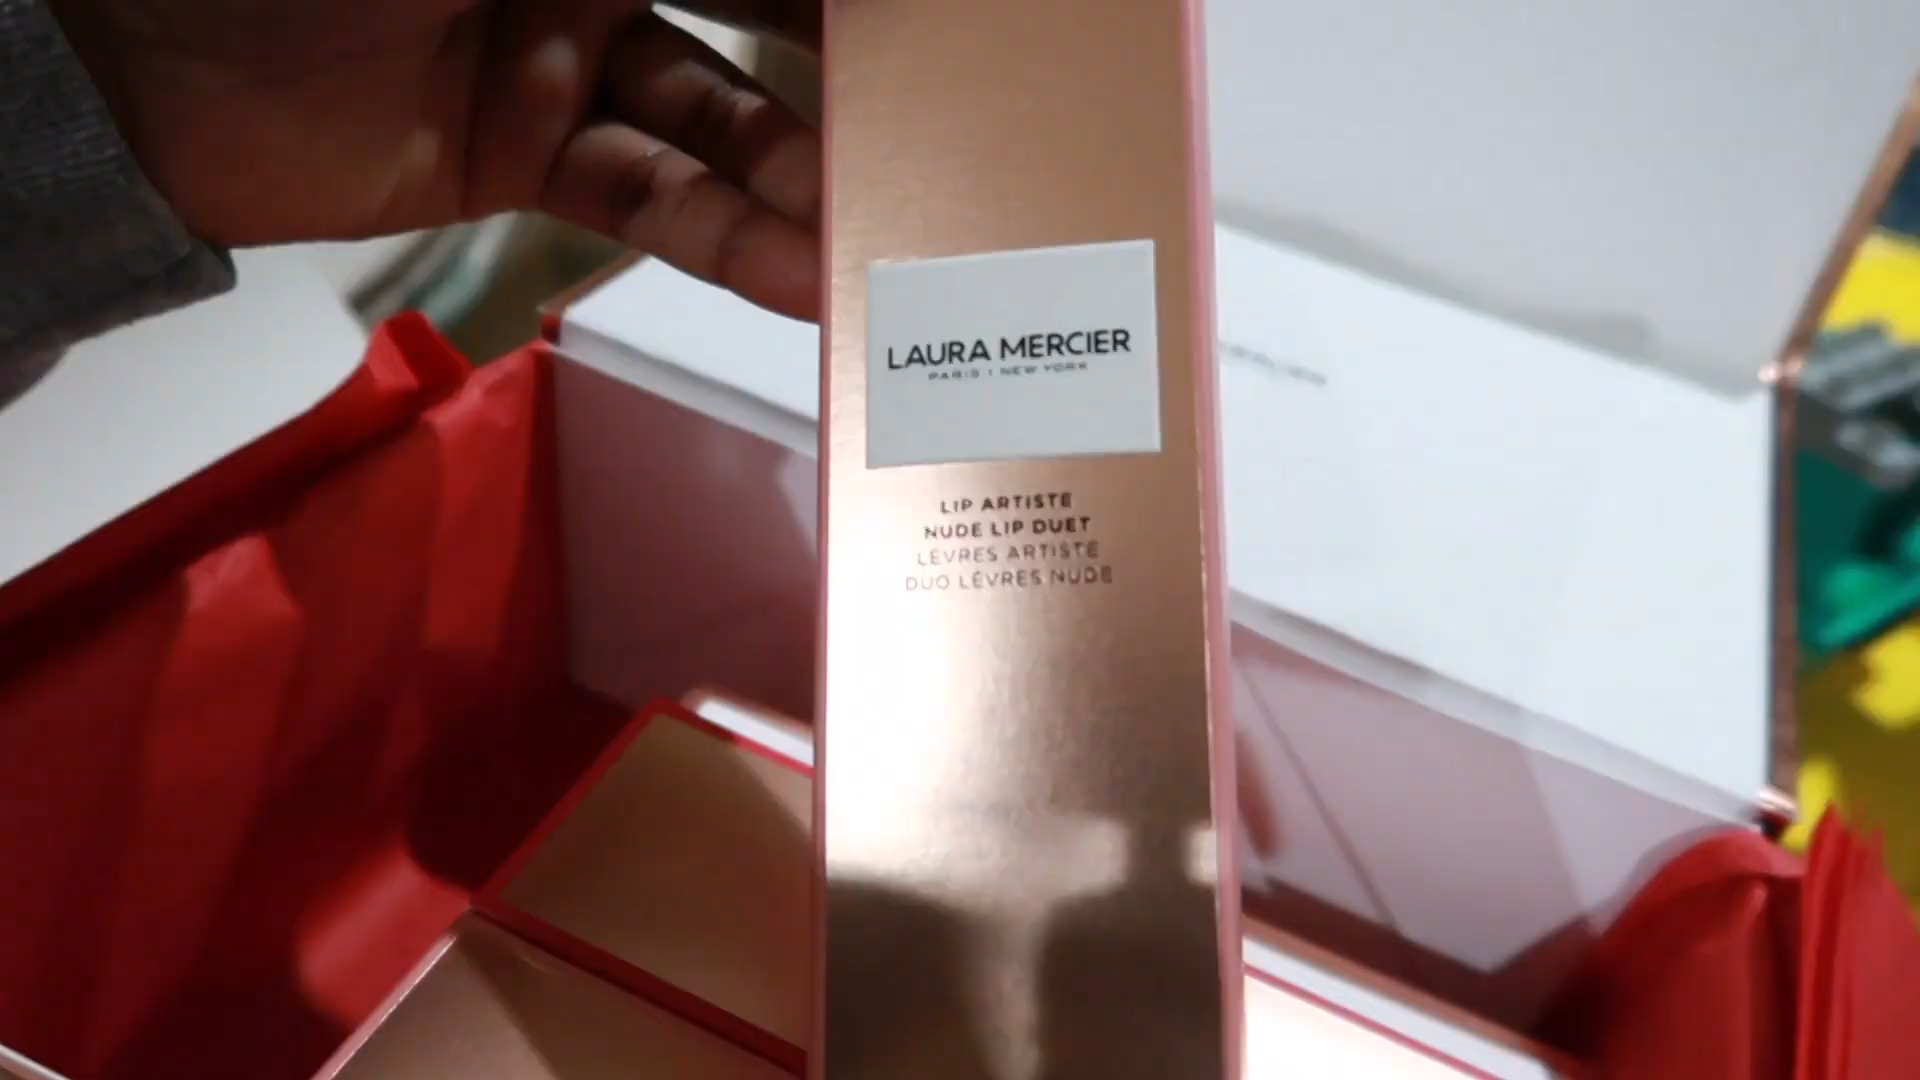 LAURA MERCIER
PARIS | NEW YORK
LIP ARTISTE
NUDE LIP DUET
LÈVRES ARTISTE
DUO LÈVRES NUDE